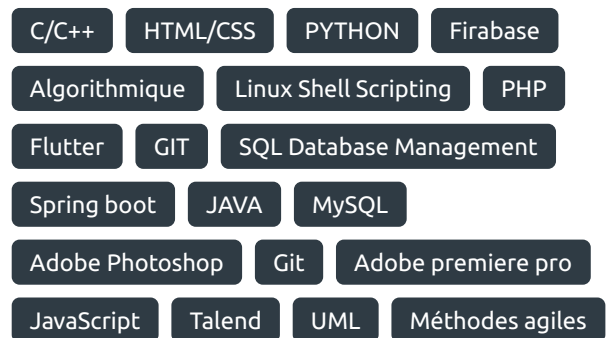 C/C++ HTML/CSS PYTHON Firabase
Algorithmique Linux Shell Scripting PHP
Flutter GIT SQL Database Management
Spring boot JAVA MySQL
Adobe Photoshop Git Adobe premiere pro
JavaScript Talend UML Méthodes agiles